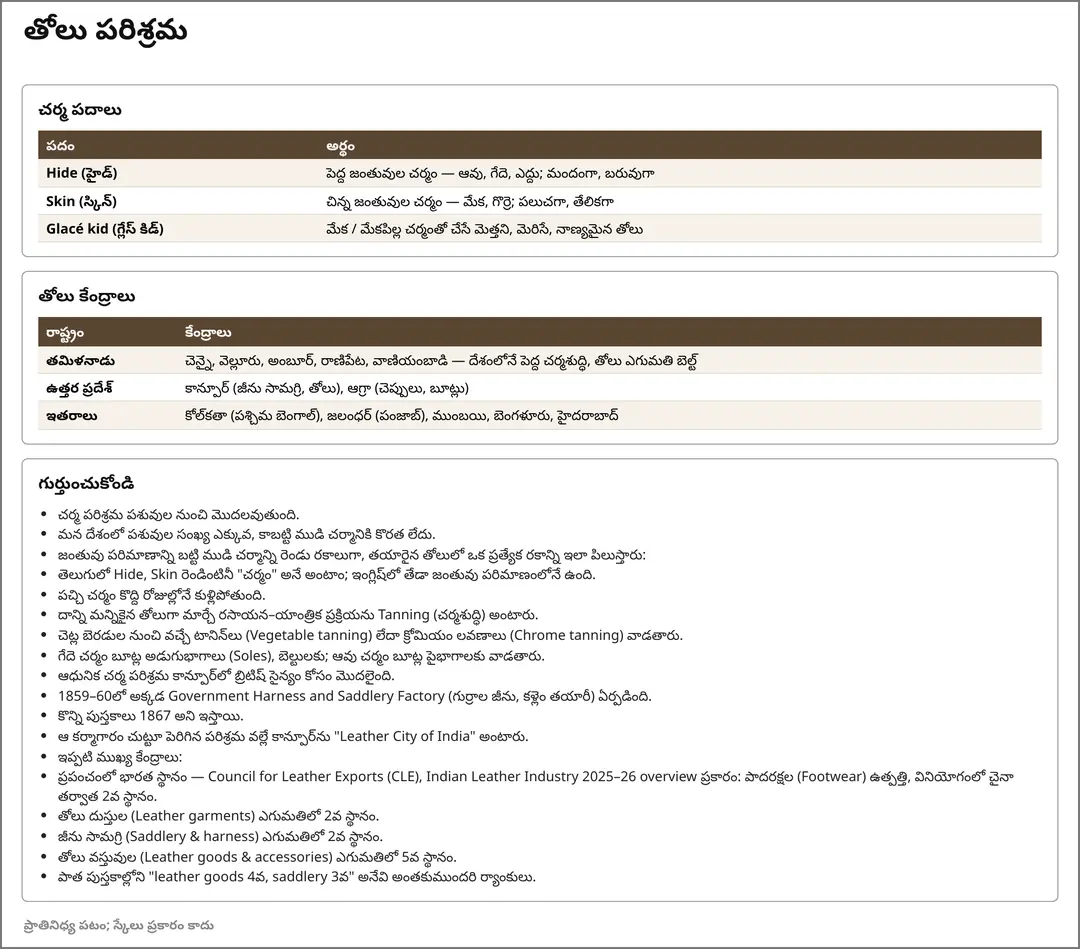 తోలు పరిశ్రమ
చర్మ పదాలు
పదం అర్థం
Hide (హైడ్) పెద్ద జంతువుల చర్మం — ఆవు, గేదె, ఎద్దు; మందంగా, బరువుగా
Skin (స్కిన్) చిన్న జంతువుల చర్మం — మేక, గొర్రె; పలుచగా, తేలికగా
Glacé kid (గ్లేస్ కిడ్) మేక / మేకపిల్ల చర్మంతో చేసే మెత్తని, మెరిసే, నాణ్యమైన తోలు
తోలు కేంద్రాలు
రాష్ట్రం కేంద్రాలు
తమిళనాడు చెన్నై, వెల్లూరు, అంబూర్, రాణిపేట, వాణియంబాడి — దేశంలోనే పెద్ద చర్మశుద్ధి, తోలు ఎగుమతి బెల్ట్
ఉత్తర ప్రదేశ్ కాన్పూర్ (జీను సామగ్రి, తోలు), ఆగ్రా (చెప్పులు, బూట్లు)
ఇతరాలు కోల్‌కతా (పశ్చిమ బెంగాల్), జలంధర్ (పంజాబ్), ముంబయి, బెంగళూరు, హైదరాబాద్
గుర్తుంచుకోండి
• చర్మ పరిశ్రమ పశువుల నుంచి మొదలవుతుంది.
• మన దేశంలో పశువుల సంఖ్య ఎక్కువ, కాబట్టి ముడి చర్మానికి కొరత లేదు.
• జంతువు పరిమాణాన్ని బట్టి ముడి చర్మాన్ని రెండు రకాలుగా, తయారైన తోలులో ఒక ప్రత్యేక రకాన్ని ఇలా పిలుస్తారు:
• తెలుగులో Hide, Skin రెండింటినీ "చర్మం" అనే అంటాం; ఇంగ్లిష్‌లో తేడా జంతువు పరిమాణంలోనే ఉంది.
• పచ్చి చర్మం కొద్ది రోజుల్లోనే కుళ్లిపోతుంది.
• దాన్ని మన్నికైన తోలుగా మార్చే రసాయన–యాంత్రిక ప్రక్రియను Tanning (చర్మశుద్ధి) అంటారు.
• చెట్ల బెరడుల నుంచి వచ్చే టానిన్‌లు (Vegetable tanning) లేదా క్రోమియం లవణాలు (Chrome tanning) వాడతారు.
• గేదె చర్మం బూట్ల అడుగుభాగాలు (Soles), బెల్టులకు; ఆవు చర్మం బూట్ల పైభాగాలకు వాడతారు.
• ఆధునిక చర్మ పరిశ్రమ కాన్పూర్‌లో బ్రిటిష్ సైన్యం కోసం మొదలైంది.
• 1859–60లో అక్కడ Government Harness and Saddlery Factory (గుర్రాల జీను, కళ్లెం తయారీ) ఏర్పడింది.
• కొన్ని పుస్తకాలు 1867 అని ఇస్తాయి.
• ఆ కర్మాగారం చుట్టూ పెరిగిన పరిశ్రమ వల్లే కాన్పూర్‌ను "Leather City of India" అంటారు.
• ఇప్పటి ముఖ్య కేంద్రాలు:
• ప్రపంచంలో భారత స్థానం — Council for Leather Exports (CLE), Indian Leather Industry 2025–26 overview ప్రకారం: పాదరక్షల (Footwear) ఉత్పత్తి, వినియోగంలో చైనా
తర్వాత 2వ స్థానం.
• తోలు దుస్తుల (Leather garments) ఎగుమతిలో 2వ స్థానం.
• జీను సామగ్రి (Saddlery & harness) ఎగుమతిలో 2వ స్థానం.
• తోలు వస్తువుల (Leather goods & accessories) ఎగుమతిలో 5వ స్థానం.
• పాత పుస్తకాల్లోని "leather goods 4వ, saddlery 3వ" అనేవి అంతకుముందరి ర్యాంకులు.
ప్రాతినిధ్య పటం; స్కేలు ప్రకారం కాదు